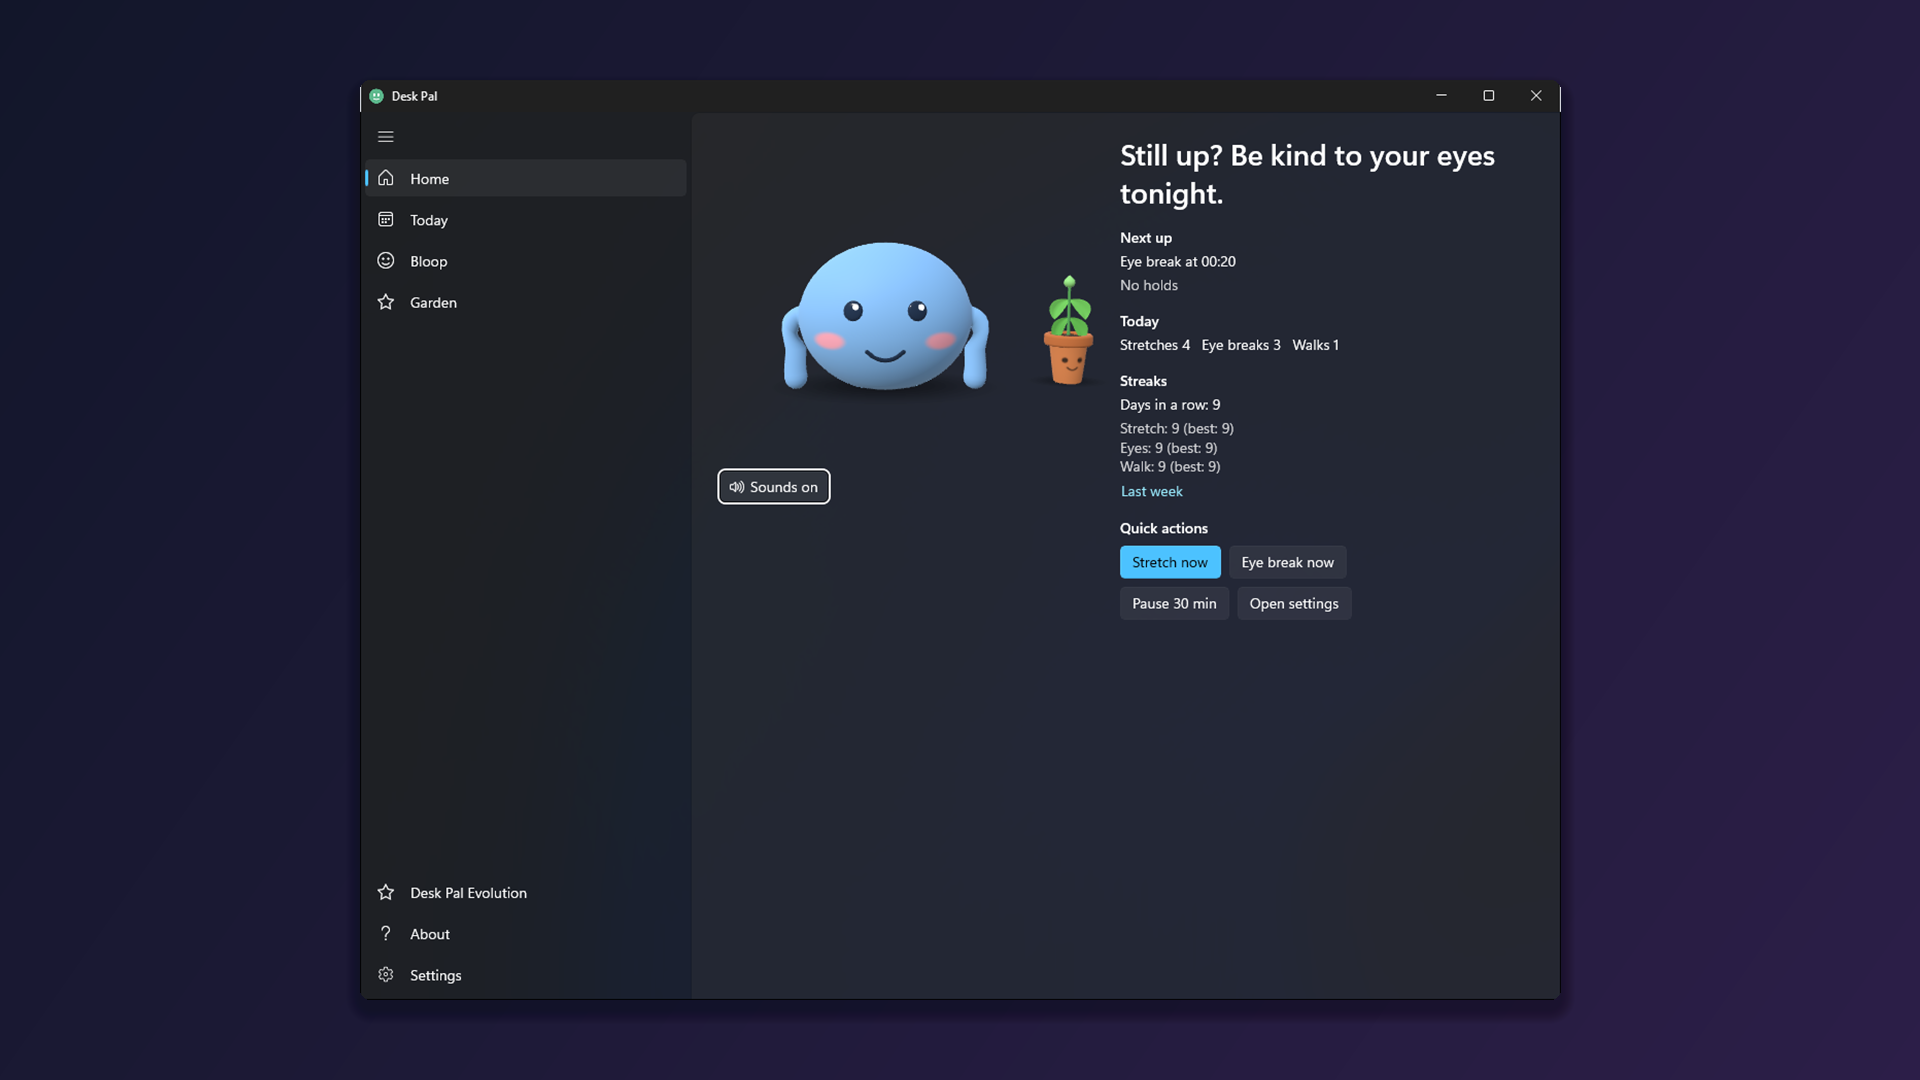 Desk Pal
Home
Today
Bloop
Garden
Desk Pal Evolution
About
Settings
Sounds on
Still up? Be kind to your eyes
tonight.
Next up
Eye break at 00:20
No holds
Today
Stretches 4 Eye breaks 3 Walks 1
Streaks
Days in a row: 9
Stretch: 9 (best: 9)
Eyes: 9 (best: 9)
Walk: 9 (best: 9)
Last week
Quick actions
Stretch now Eye break now
Pause 30 min Open settings